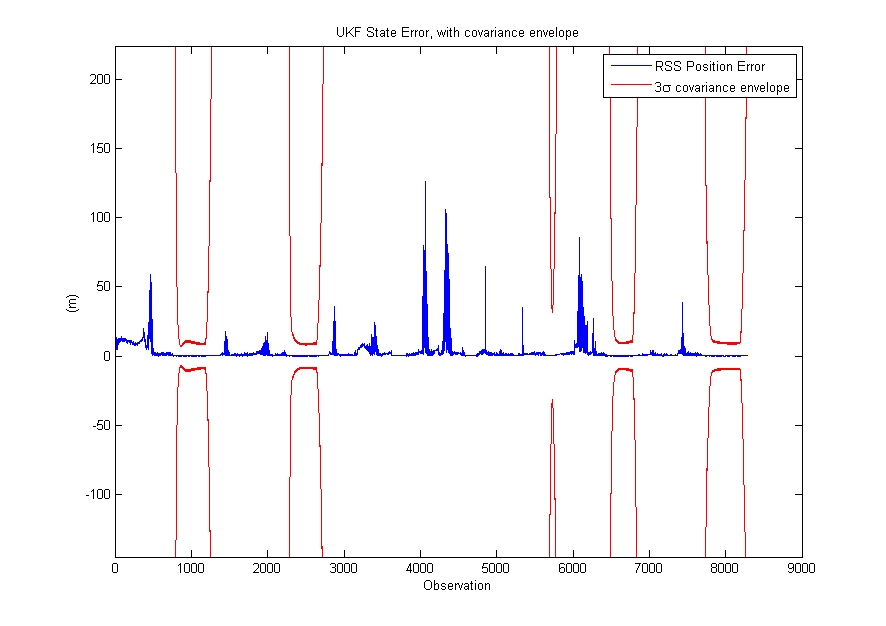 UKF State Error, with covariance envelope
RSS Position Error
3σ covariance envelope
200
150
100
50
0
-50
-100
(m)
0 1000 2000 3000 4000 5000 6000 7000 8000 9000
Observation